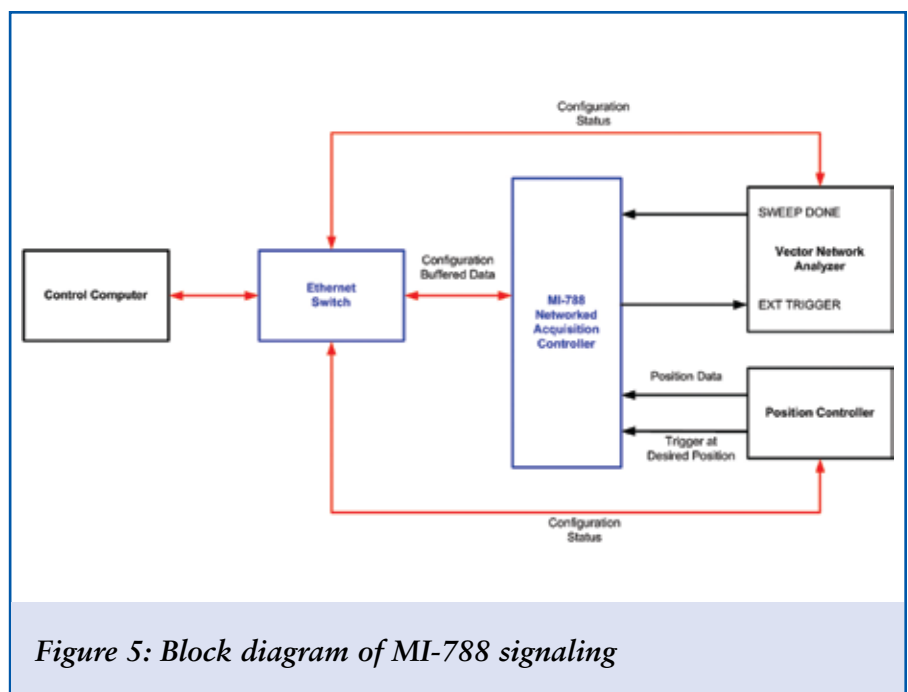 Configuration
Status
SWEEP DONE
Vector Network
Analyzer
EXT TRIGGER
Control Computer
Ethernet
Switch
Configuration
Buffered Data
MI-788
Networked
Acquisition
Controller
Position Data
Trigger at
Desired Position
Position Controller
Configuration
Status
Figure 5: Block diagram of MI-788 signaling